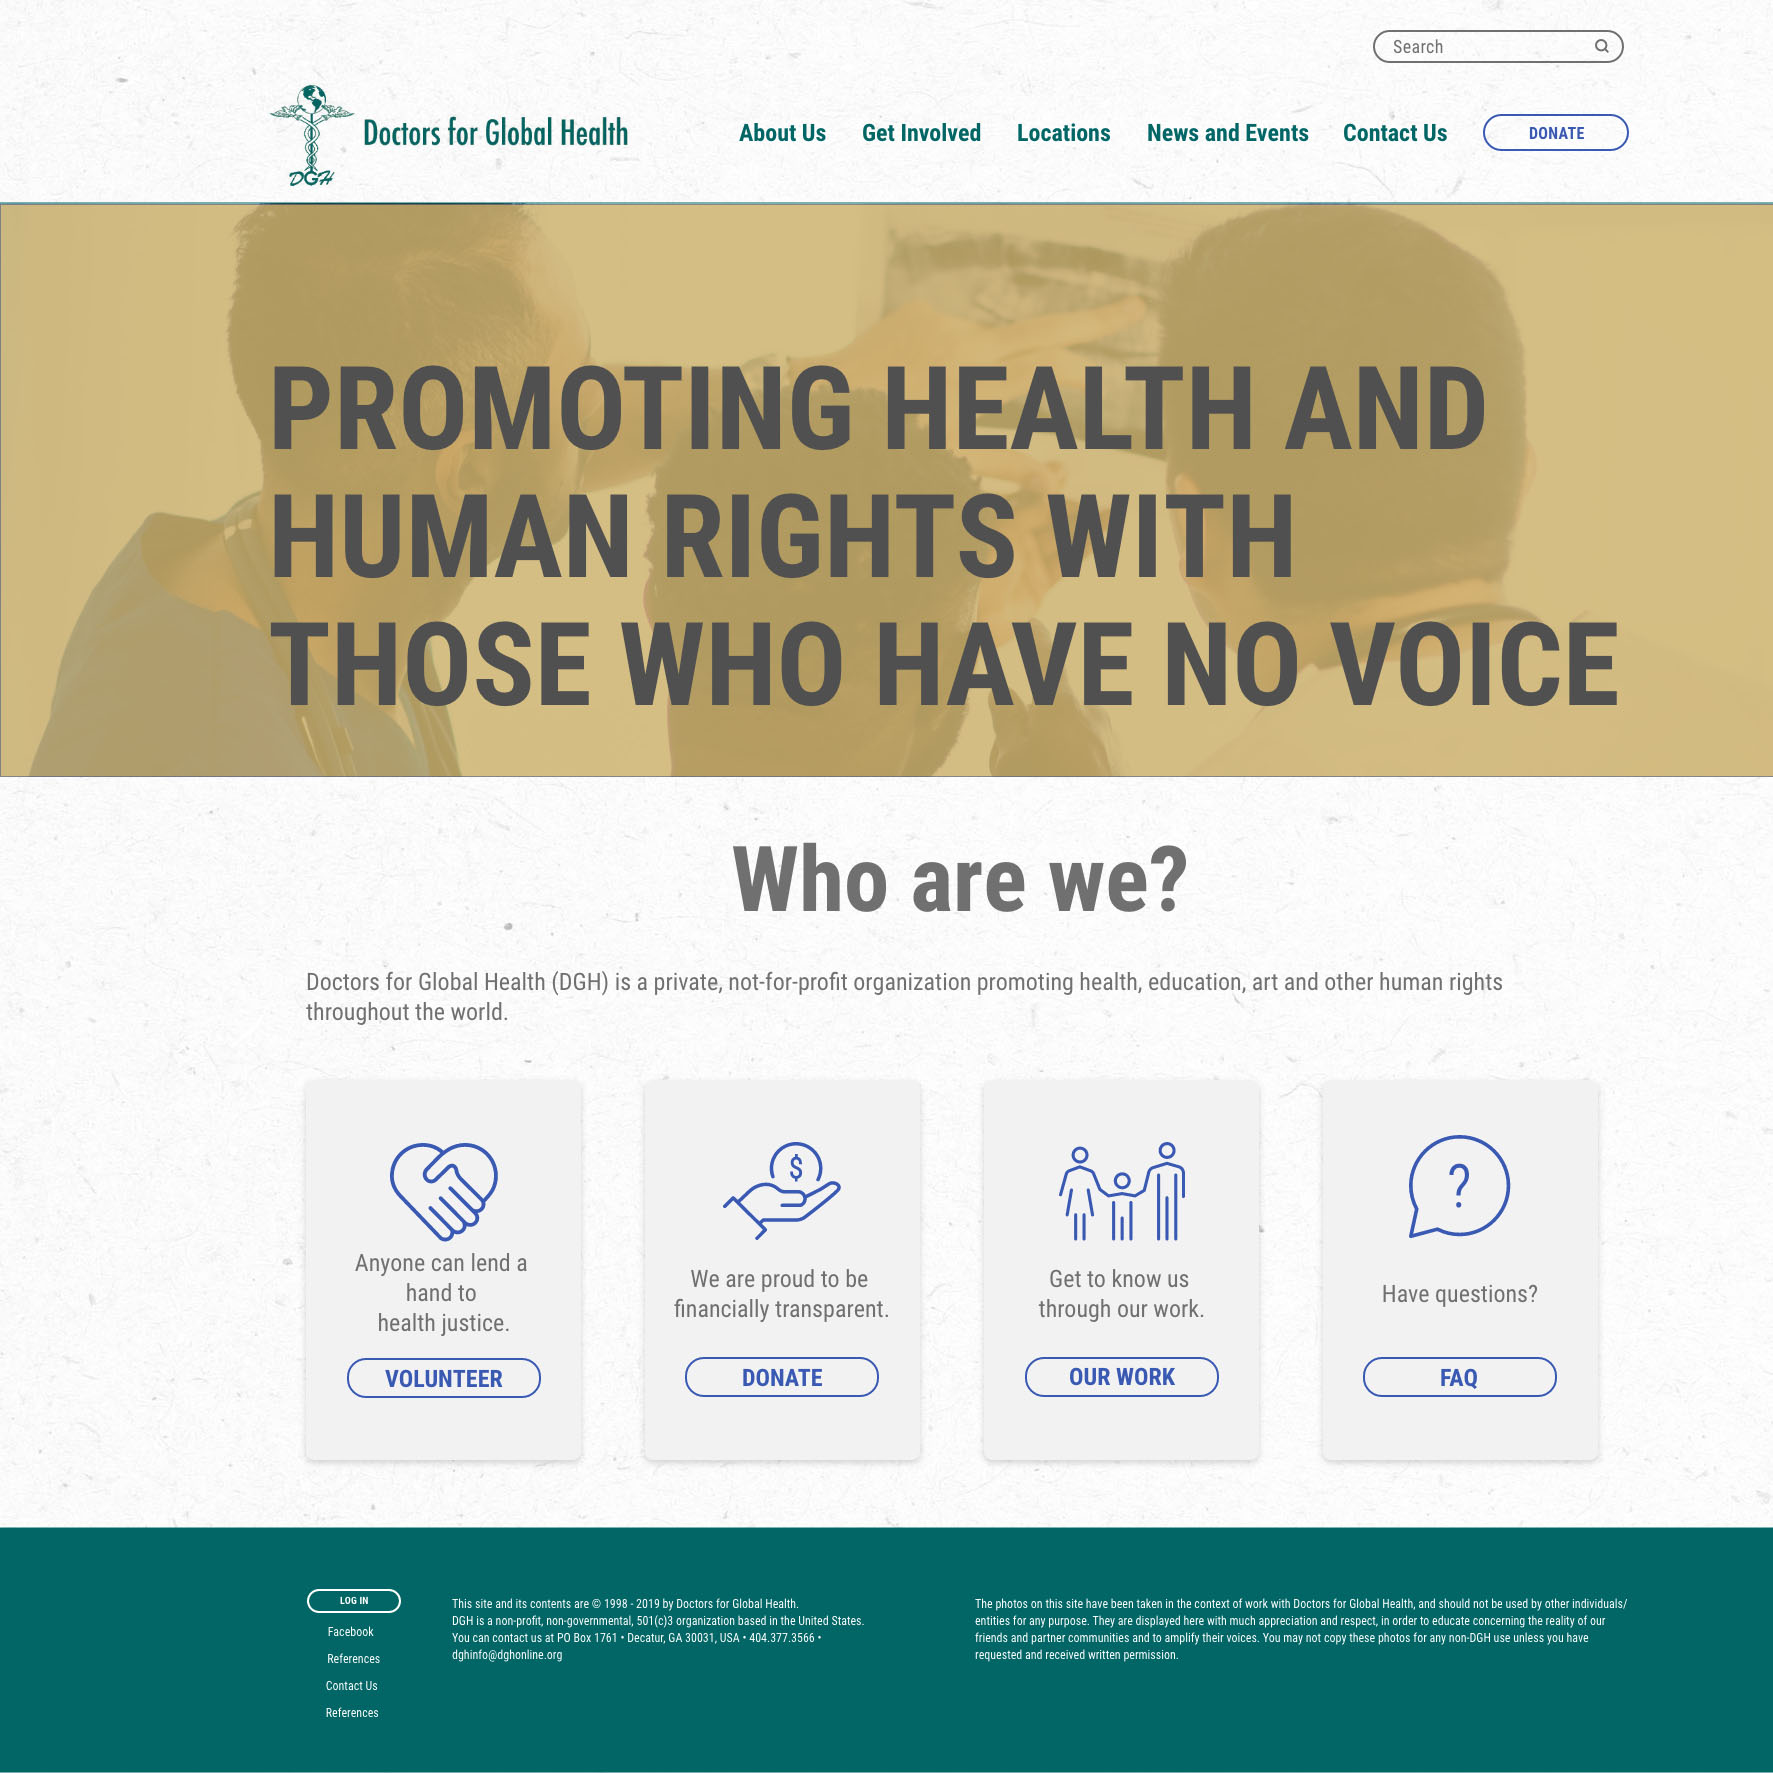 Search
DGH
Doctors for Global Health
About Us
Get Involved
Locations
News and Events
Contact Us
DONATE
PROMOTING HEALTH AND
HUMAN RIGHTS WITH
THOSE WHO HAVE NO VOICE
Who are we?
Doctors for Global Health (DGH) is a private, not-for-profit organization promoting health, education, art and other human rights
throughout the world.
Anyone can lend a
hand to
health justice.
VOLUNTEER
$
We are proud to be
financially transparent.
DONATE
Get to know us
through our work.
OUR WORK
?
Have questions?
FAQ
LOG IN
Facebook
References
Contact Us
References
This site and its contents are © 1998 - 2019 by Doctors for Global Health.
DGH is a non-profit, non-governmental, 501(c)3 organization based in the United States.
You can contact us at PO Box 1761 • Decatur, GA 30031, USA • 404.377.3566 •
dghinfo@dghonline.org
The photos on this site have been taken in the context of work with Doctors for Global Health, and should not be used by other individuals/
entities for any purpose. They are displayed here with much appreciation and respect, in order to educate concerning the reality of our
friends and partner communities and to amplify their voices. You may not copy these photos for any non-DGH use unless you have
requested and received written permission.